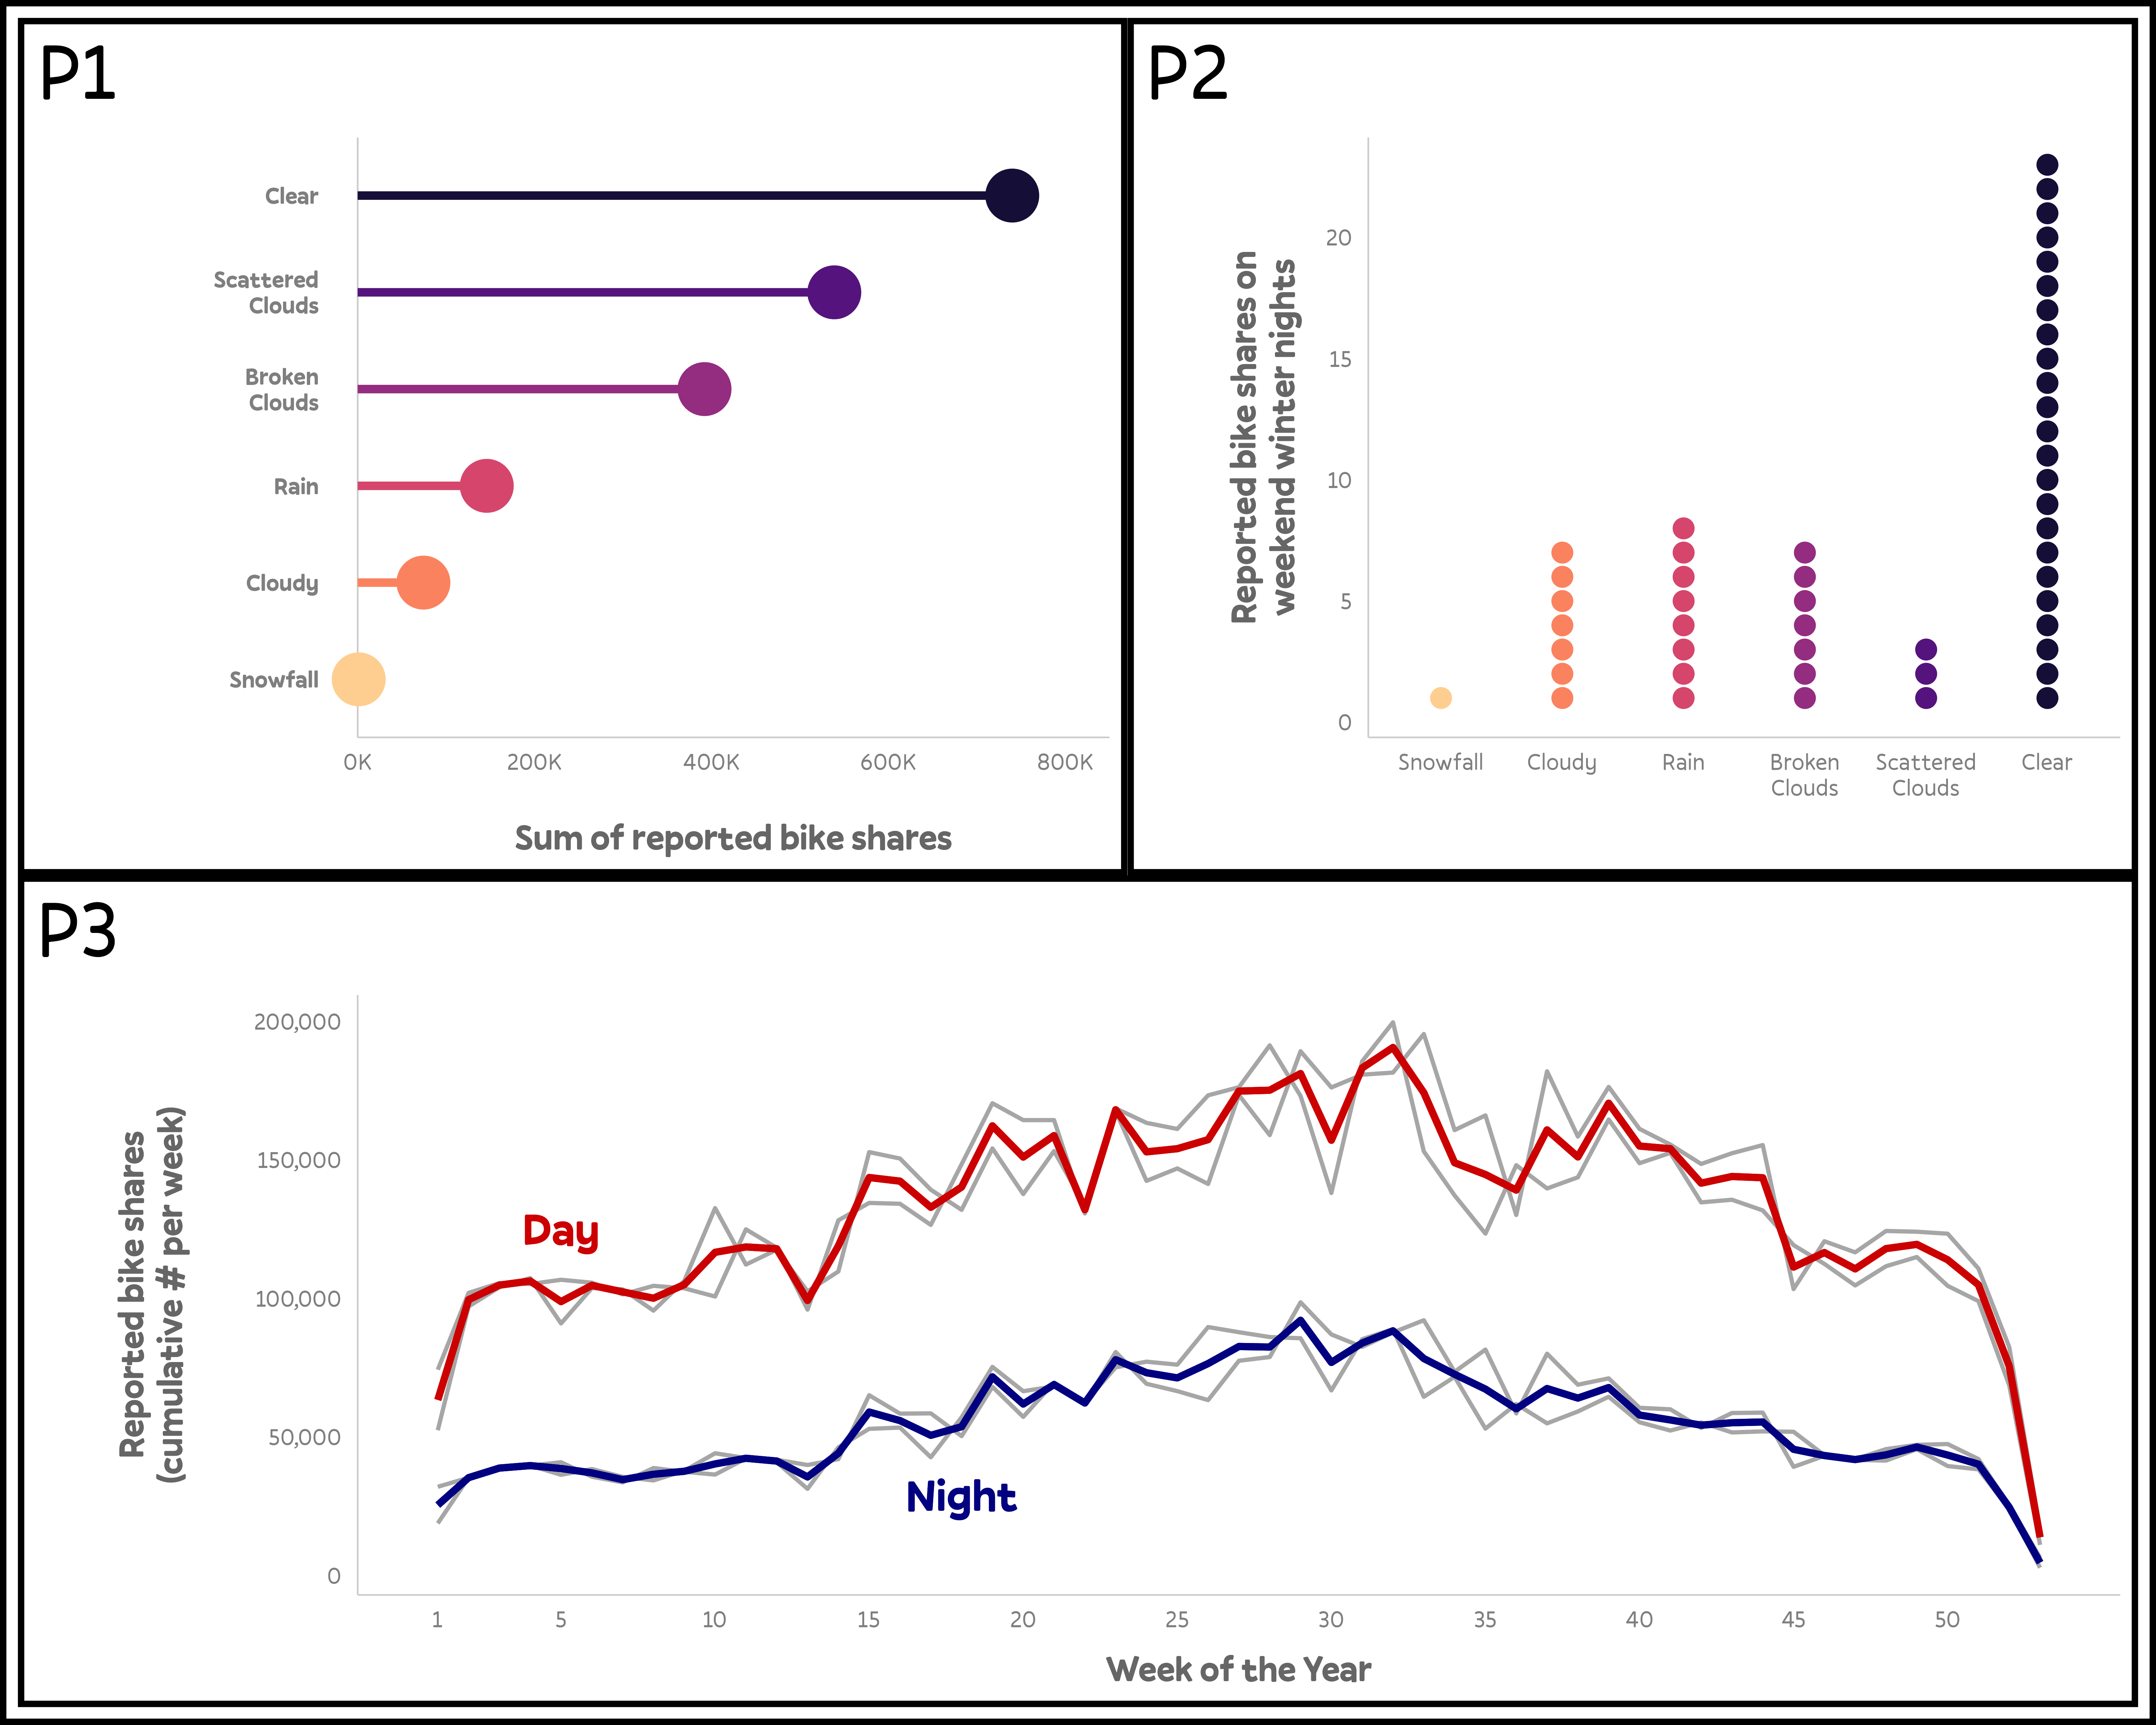 P1
Clear
Scattered
Clouds
Broken
Clouds
Rain
Cloudy
Snowfall
0K 200K 400K 600K 800K
Sum of reported bike shares
P2
Reported bike shares on
weekend winter nights
20
15
10
5
0
Snowfall Cloudy Rain Broken Scattered Clear
Clouds Clouds
P3
Reported bike shares
(cumulative # per week)
200,000
150,000
100,000
50,000
0
Day
Night
1 5 10 15 20 25 30 35 40 45 50
Week of the Year